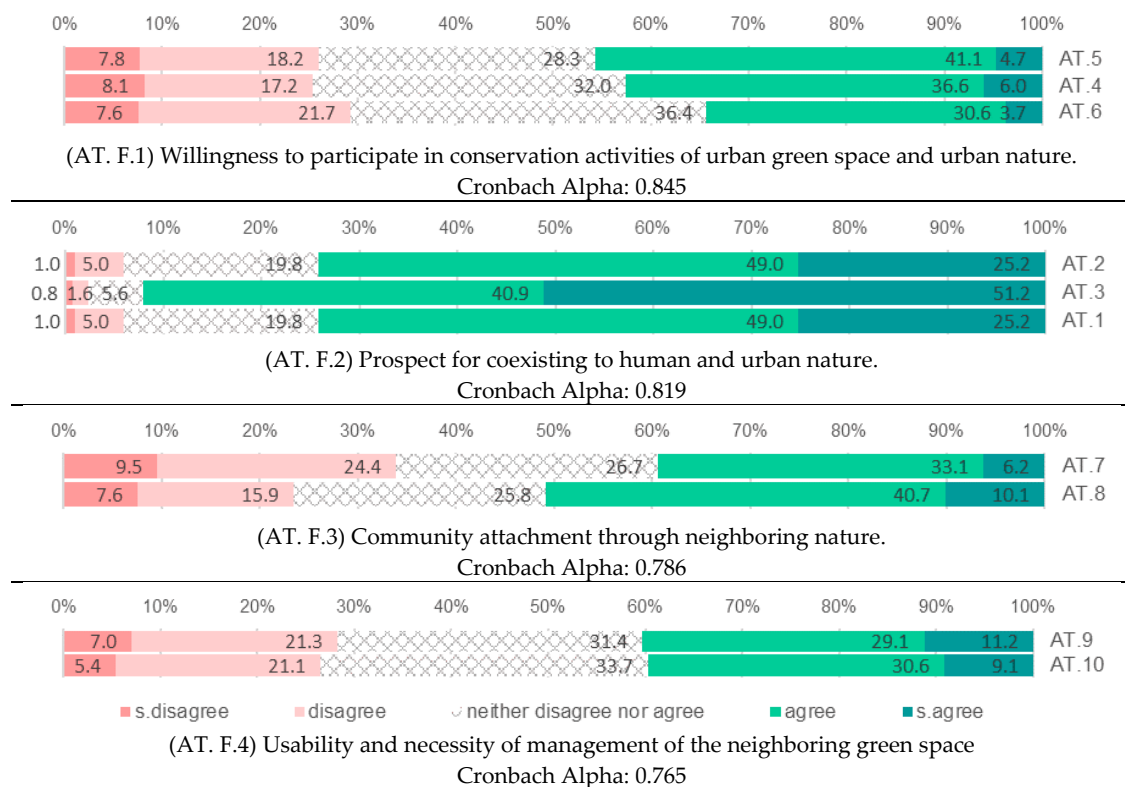 0% 10% 20% 30% 40% 50% 60% 70% 80% 90% 100%
7.8 18.2 28.3 41.1 4.7 AT.5
8.1 17.2 32.0 36.6 6.0 AT.4
7.6 21.7 36.4 30.6 3.7 AT.6
(AT. F.1) Willingness to participate in conservation activities of urban green space and urban nature.
Cronbach Alpha: 0.845
0% 10% 20% 30% 40% 50% 60% 70% 80% 90% 100%
1.0 5.0 19.8 49.0 25.2 AT.2
0.8 1.6 5.6 40.9 51.2 AT.3
1.0 5.0 19.8 49.0 25.2 AT.1
(AT. F.2) Prospect for coexisting to human and urban nature.
Cronbach Alpha: 0.819
0% 10% 20% 30% 40% 50% 60% 70% 80% 90% 100%
9.5 24.4 26.7 33.1 6.2 AT.7
7.6 15.9 25.8 40.7 10.1 AT.8
(AT. F.3) Community attachment through neighboring nature.
Cronbach Alpha: 0.786
0% 10% 20% 30% 40% 50% 60% 70% 80% 90% 100%
7.0 21.3 31.4 29.1 11.2 AT.9
5.4 21.1 33.7 30.6 9.1 AT.10
s.disagree disagree neither disagree nor agree agree s.agree
(AT. F.4) Usability and necessity of management of the neighboring green space
Cronbach Alpha: 0.765